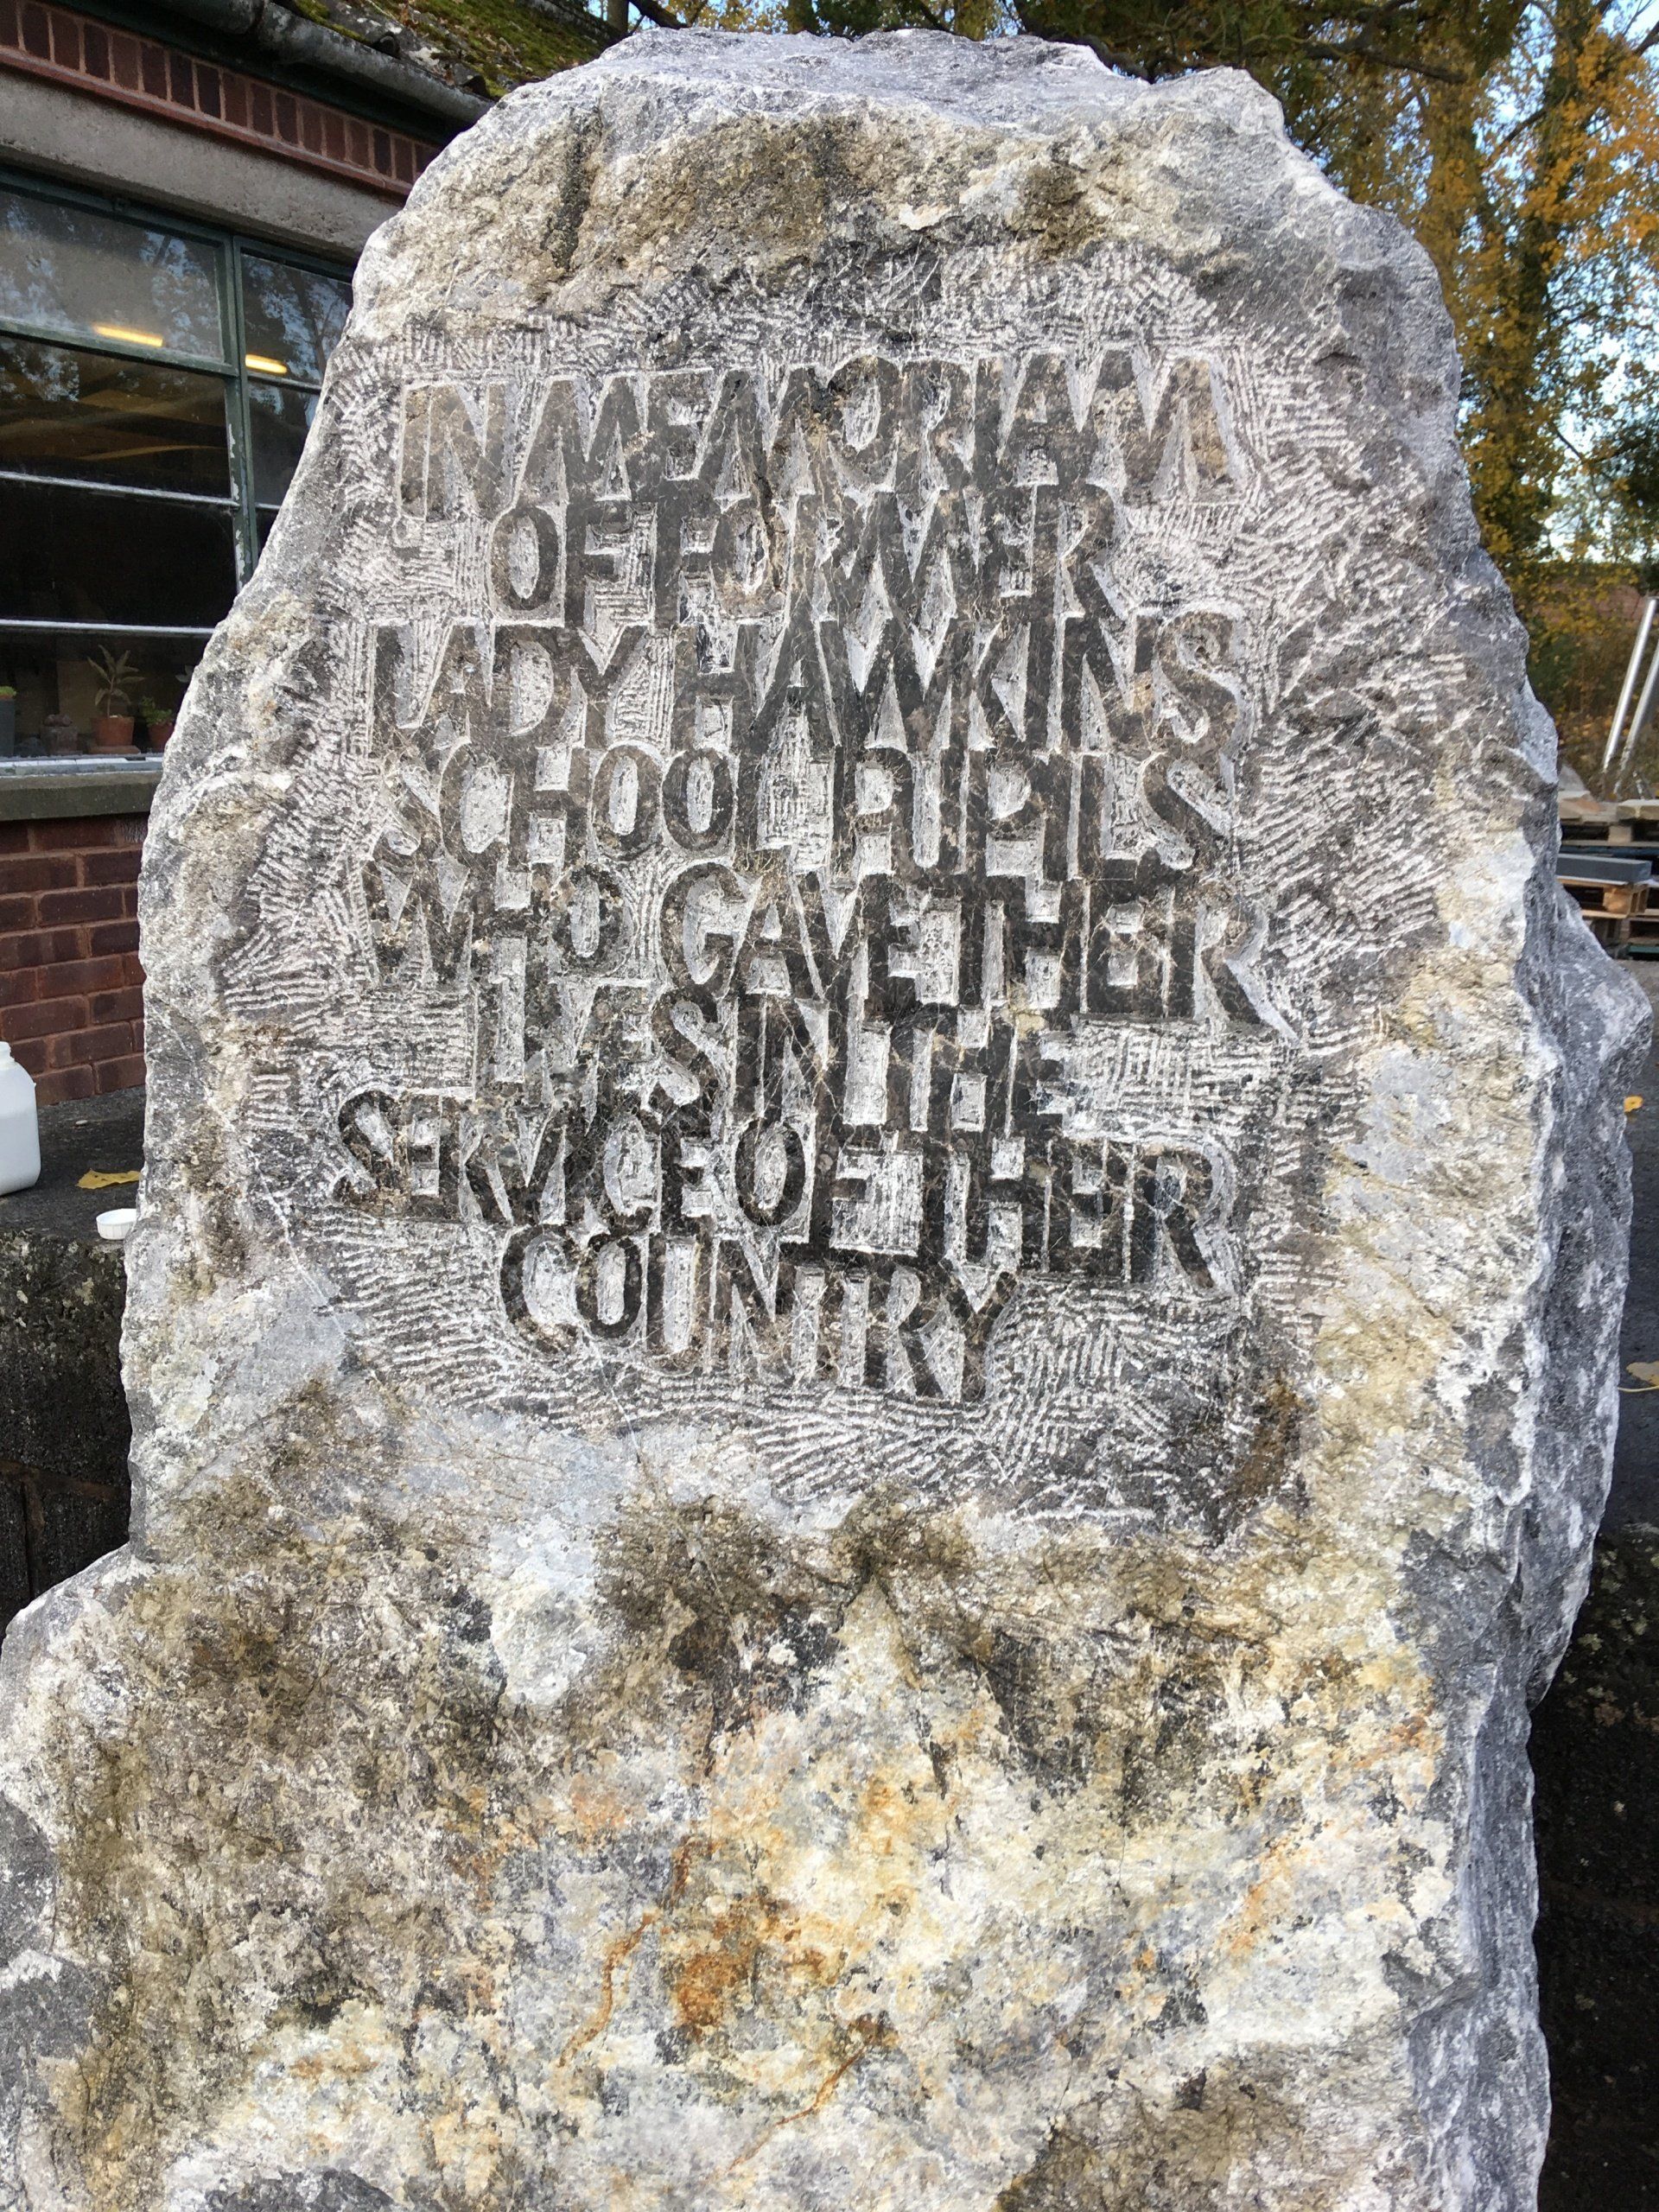 IN MEMORIAM
OF FORMER
LADY HAWKINS
SCHOOL PUPILS
WHO GAVE THEIR
LIVES IN THE
SERVICE OF THEIR
COUNTRY